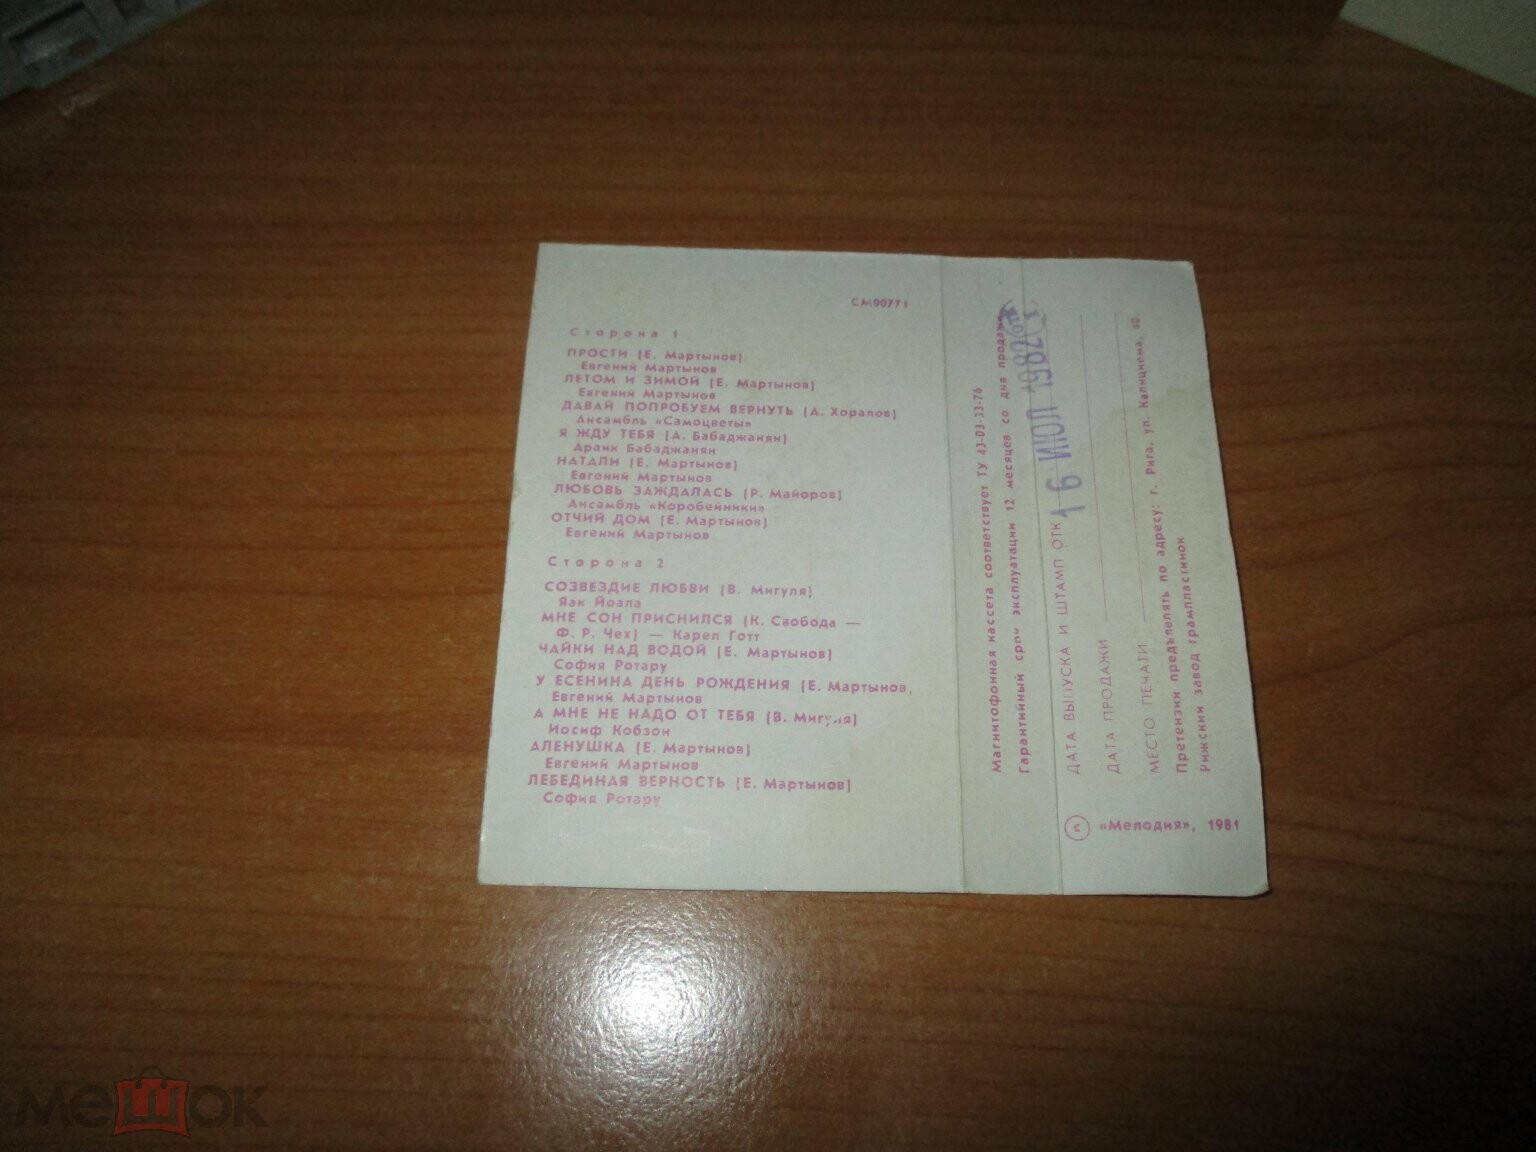 СМ00771
Сторона 1
ПРОСТИ (Е. Мартынов)
Евгений Мартынов
ЛЕТОМ И ЗИМОЙ (Е. Мартынов)
Евгений Мартынов
ДАВАЙ ПОПРОБУЕМ ВЕРНУТЬ (А. Хоралов)
Ансамбль «Самоцветы»
Я ЖДУ ТЕБЯ (А. Бабаджанян)
Араик Бабаджанян
НАТАЛИ (Е. Мартынов)
Евгений Мартынов
ЛЮБОВЬ ЗАЖДАЛАСЬ (Р. Майоров)
Ансамбль «Коробейники»
ОТЧИЙ ДОМ (Е. Мартынов)
Евгений Мартынов
Сторона 2
СОЗВЕЗДИЕ ЛЮБВИ (В. Мигуля)
Яак Йоала
МНЕ СОН ПРИСНИЛСЯ (К. Свобода —
Ф. Р. Чех) — Карел Готт
ЧАЙКИ НАД ВОДОЙ (Е. Мартынов)
София Ротару
У ЕСЕНИНА ДЕНЬ РОЖДЕНИЯ (Е. Мартынов)
Евгений Мартынов
А МНЕ НЕ НАДО ОТ ТЕБЯ (В. Мигуля)
Иосиф Кобзон
АЛЕНУШКА (Е. Мартынов)
Евгений Мартынов
ЛЕБЕДИНАЯ ВЕРНОСТЬ (Е. Мартынов)
София Ротару
Магнитофонная кассета соответствует ТУ 43-03-33-76
Гарантийный срок эксплуатации 12 месяцев со дня продажи
ДАТА ВЫПУСКА И ШТАМП ОТК 16 ИЮЛ 1982
ДАТА ПРОДАЖИ
МЕСТО ПЕЧАТИ
Претензии предъявлять по адресу: г. Рига, ул. Калнциема, 40.
Рижский завод грампластинок
с «Мелодия», 1981
мешок